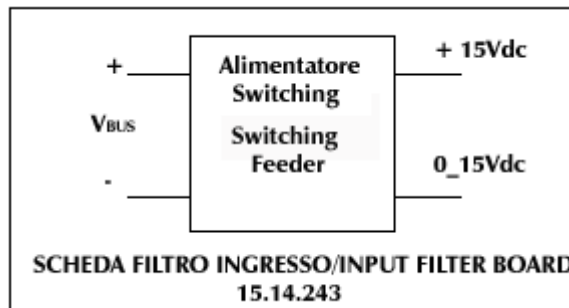 + 15Vdc
+
Alimentatore
Switching
VBUS
Switching
Feeder
-
0_15Vdc
SCHEDA FILTRO INGRESSO/INPUT FILTER BOARD
15.14.243